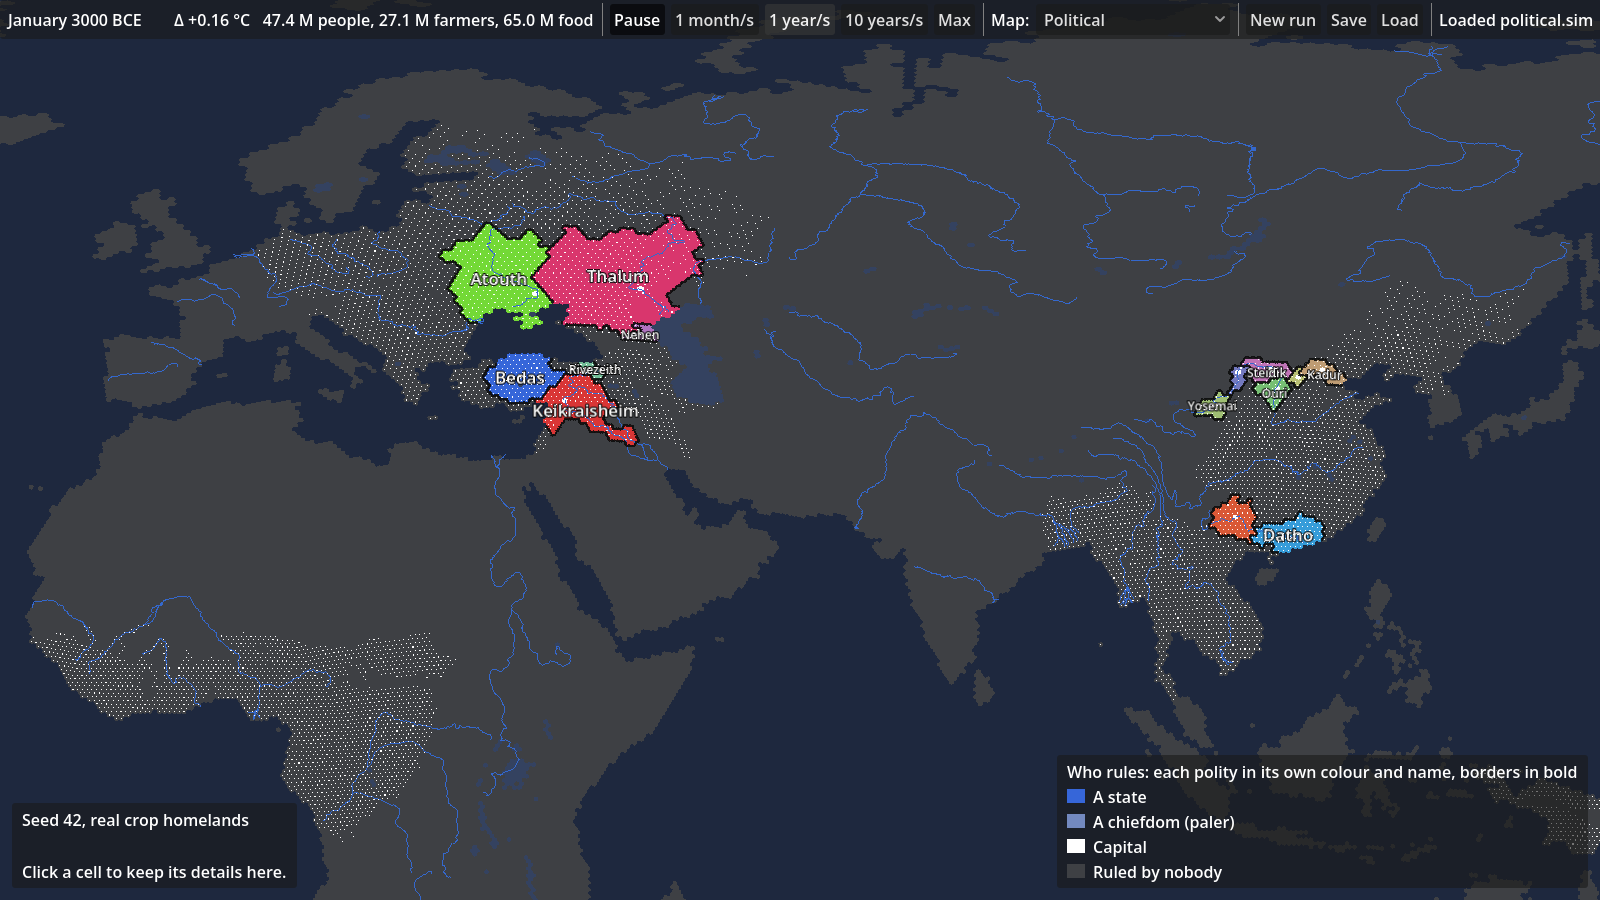 January 3000 BCE
Δ +0.16 °C
47.4 M people, 27.1 M farmers, 65.0 M food
Pause
1 month/s
1 year/s
10 years/s
Max
Map:
Political
New run
Save
Load
Loaded political.sim
Atouth
Thalum
Nehen
Rivezeith
Bedas
Keikraisheim
Steidik
Kadur
Ouri
Yosemai
Datho
Who rules: each polity in its own colour and name, borders in bold
A state
A chiefdom (paler)
Capital
Ruled by nobody
Seed 42, real crop homelands
Click a cell to keep its details here.